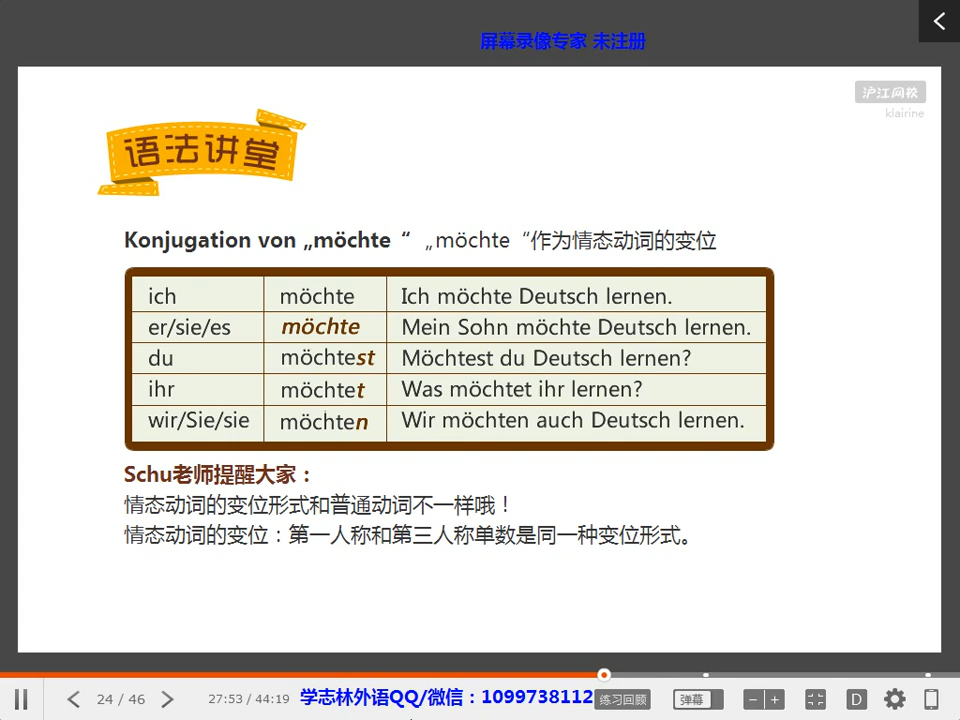 屏幕录像专家 未注册
沪江网校
klairine
语法讲堂
Konjugation von „möchte “ „möchte “作为情态动词的变位
ich möchte Ich möchte Deutsch lernen.
er/sie/es möchte Mein Sohn möchte Deutsch lernen.
du möchtest Möchtest du Deutsch lernen?
ihr möchtet Was möchtet ihr lernen?
wir/Sie/sie möchten Wir möchten auch Deutsch lernen.
Schu老师提醒大家：
情态动词的变位形式和普通动词不一样哦！
情态动词的变位：第一人称和第三人称单数是同一种变位形式。
24 / 46 27:53 / 44:19 学志林外语QQ/微信：1099738112 练习回顾 弹幕 D